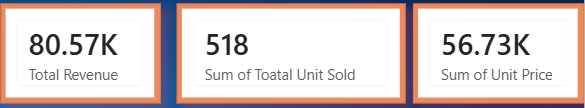 80.57K
Total Revenue
518
Sum of Toatal Unit Sold
56.73K
Sum of Unit Price